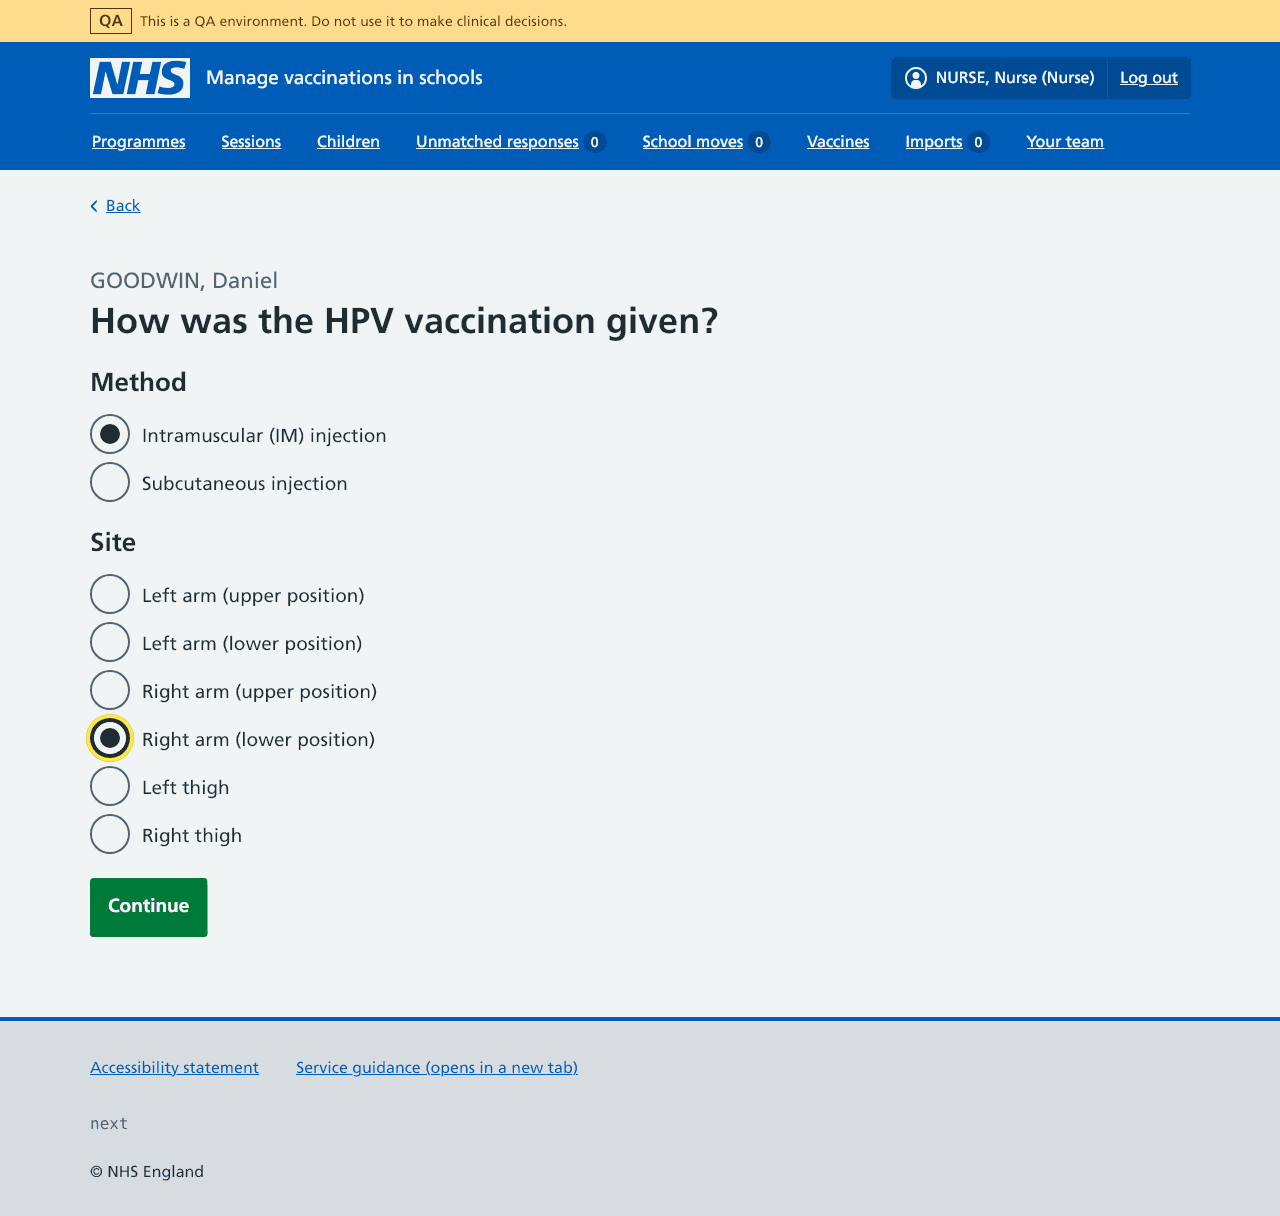 QA This is a QA environment. Do not use it to make clinical decisions.
NHS Manage vaccinations in schools NURSE, Nurse (Nurse) Log out
Programmes Sessions Children Unmatched responses 0 School moves 0 Vaccines Imports 0 Your team
Back
GOODWIN, Daniel
How was the HPV vaccination given?
Method
Intramuscular (IM) injection
Subcutaneous injection
Site
Left arm (upper position)
Left arm (lower position)
Right arm (upper position)
Right arm (lower position)
Left thigh
Right thigh
Continue
Accessibility statement Service guidance (opens in a new tab)
next
© NHS England